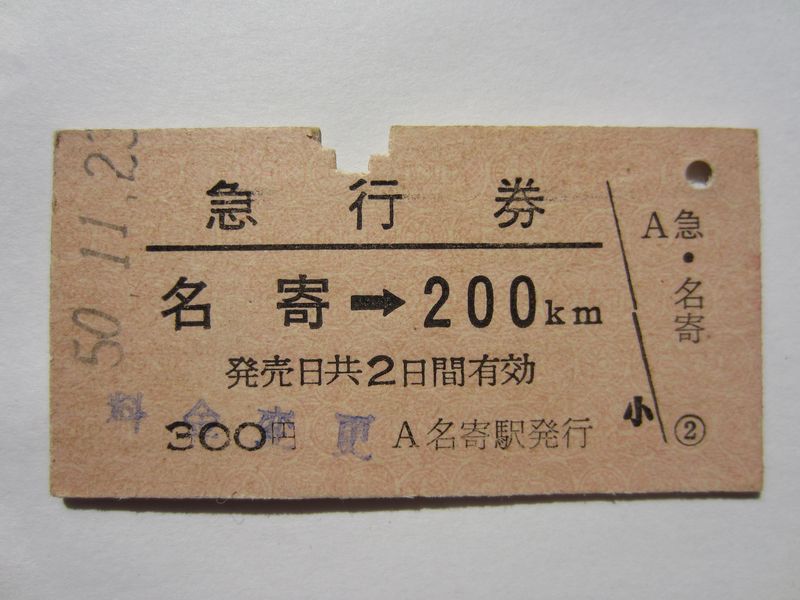 50.11.23
急行券
名寄➡200km
発売日共2日間有効
料金変更
300円 A名寄駅発行
A急・名寄
小
②